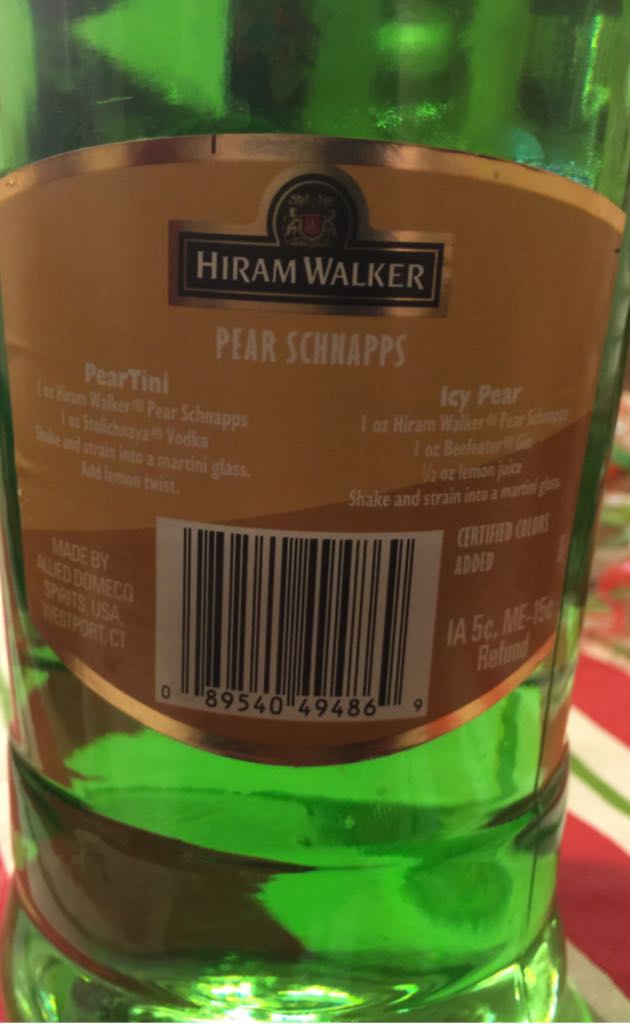 HIRAM WALKER
PEAR SCHNAPPS
PearTini
1 oz Hiram Walker® Pear Schnapps
1 oz Stolichnaya® Vodka
Shake and strain into a martini glass.
Add lemon twist.
Icy Pear
1 oz Hiram Walker® Pear Schnapps
1 oz Beefeater® Gin
½ oz lemon juice
Shake and strain into a martini glass.
MADE BY
ALLIED DOMECQ
SPIRITS, USA,
WESTPORT, CT
CERTIFIED COLORS
ADDED
IA 5c, ME-15c
Refund
0 89540 49486 9